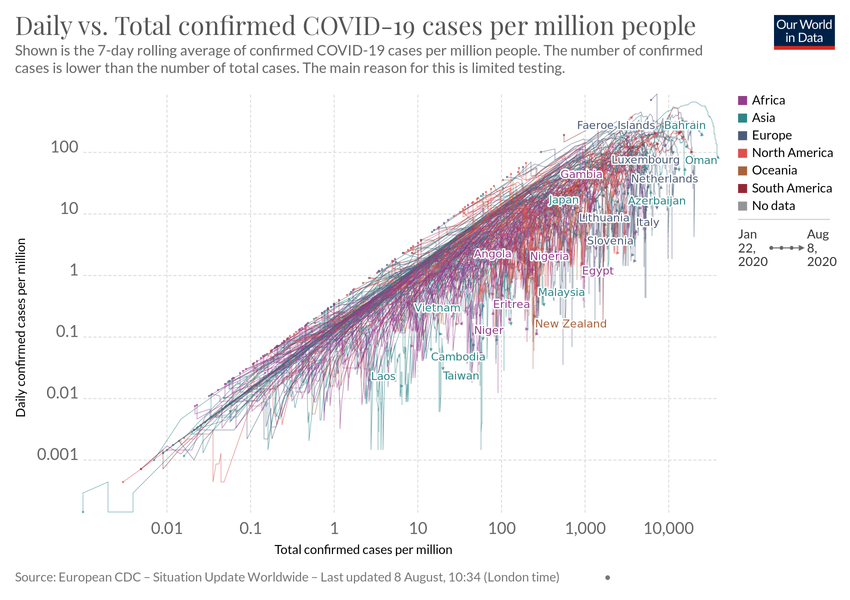 Daily vs. Total confirmed COVID-19 cases per million people
Shown is the 7-day rolling average of confirmed COVID-19 cases per million people. The number of confirmed
cases is lower than the number of total cases. The main reason for this is limited testing.
Our World
in Data
Africa
Asia
Europe
North America
Oceania
South America
No data
Jan
22,
2020
Aug
8,
2020
Daily confirmed cases per million
100
10
1
0.1
0.01
0.001
Faeroe Islands
Bahrain
Luxembourg
Oman
Gambia
Netherlands
Japan
Azerbaijan
Lithuania
Italy
Slovenia
Angola
Nigeria
Egypt
Malaysia
Vietnam
Eritrea
Niger
New Zealand
Cambodia
Laos
Taiwan
0.01
0.1
1
10
100
1,000
10,000
Total confirmed cases per million
Source: European CDC – Situation Update Worldwide – Last updated 8 August, 10:34 (London time)